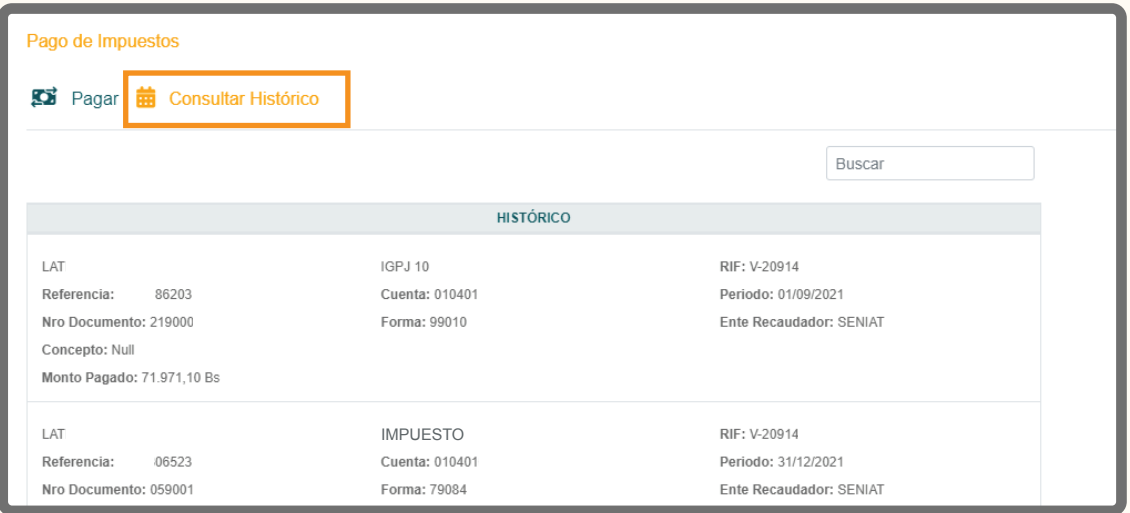 Pago de Impuestos
Pagar Consultar Histórico
Buscar
HISTÓRICO
LAT IGPJ 10 RIF: V-20914
Referencia: 86203 Cuenta: 010401 Periodo: 01/09/2021
Nro Documento: 219000 Forma: 99010 Ente Recaudador: SENIAT
Concepto: Null
Monto Pagado: 71.971,10 Bs
LAT IMPUESTO RIF: V-20914
Referencia: 06523 Cuenta: 010401 Periodo: 31/12/2021
Nro Documento: 059001 Forma: 79084 Ente Recaudador: SENIAT